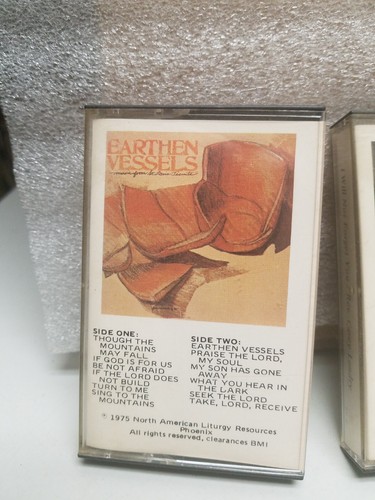 EARTHEN
VESSELS
SIDE ONE:
THOUGH THE
MOUNTAINS
MAY FALL
IF GOD IS FOR US
BE NOT AFRAID
IF THE LORD DOES
NOT BUILD
TURN TO ME
SING TO THE
MOUNTAINS
SIDE TWO:
EARTHEN VESSELS
PRAISE THE LORD,
MY SOUL
MY SON HAS GONE
AWAY
WHAT YOU HEAR IN
THE DARK
SEEK THE LORD
TAKE, LORD, RECEIVE
1975 North American Liturgy Resources
Phoenix
All rights reserved, clearances BMI